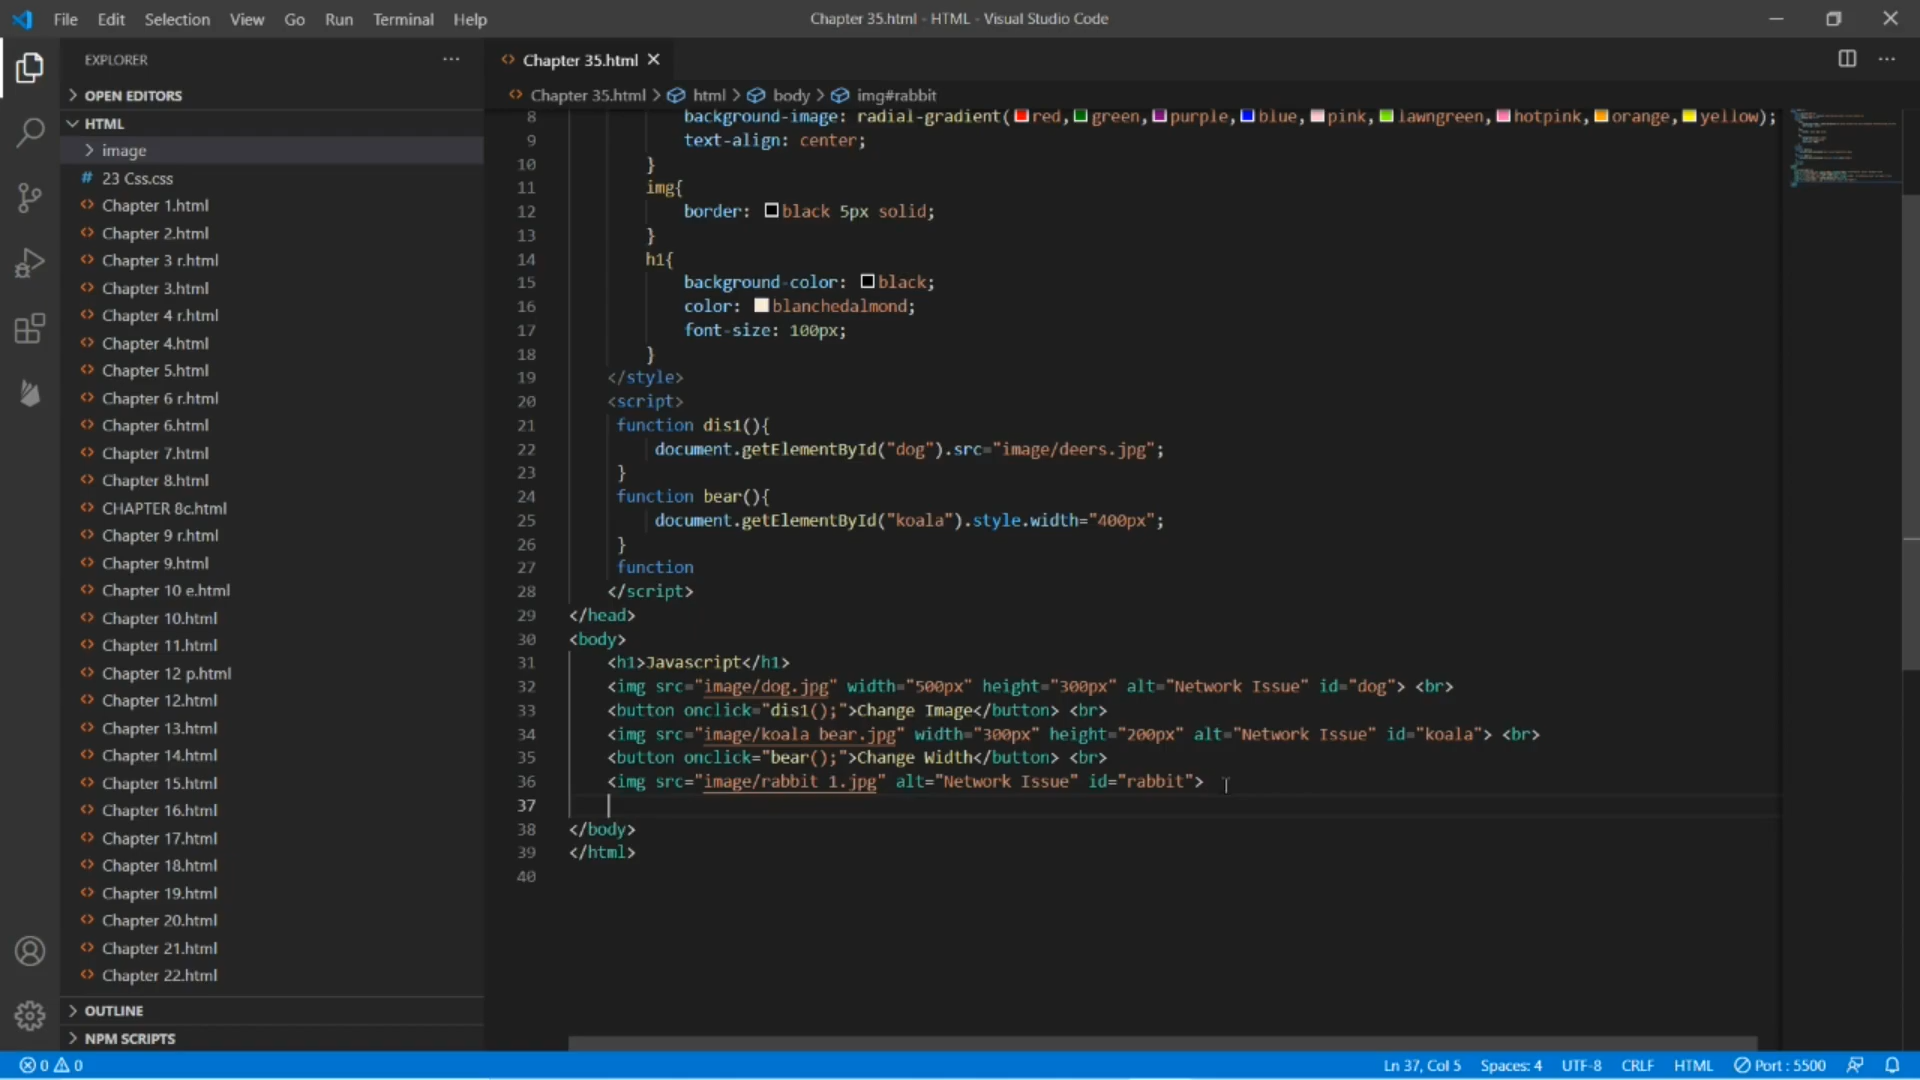 File Edit Selection View Go Run Terminal Help
Chapter 35.html - HTML - Visual Studio Code
EXPLORER
OPEN EDITORS
HTML
image
# 23 Css.css
<> Chapter 1.html
<> Chapter 2.html
<> Chapter 3 r.html
<> Chapter 3.html
<> Chapter 4 r.html
<> Chapter 4.html
<> Chapter 5.html
<> Chapter 6 r.html
<> Chapter 6.html
<> Chapter 7.html
<> Chapter 8.html
<> CHAPTER 8c.html
<> Chapter 9 r.html
<> Chapter 9.html
<> Chapter 10 e.html
<> Chapter 10.html
<> Chapter 11.html
<> Chapter 12 p.html
<> Chapter 12.html
<> Chapter 13.html
<> Chapter 14.html
<> Chapter 15.html
<> Chapter 16.html
<> Chapter 17.html
<> Chapter 18.html
<> Chapter 19.html
<> Chapter 20.html
<> Chapter 21.html
<> Chapter 22.html
OUTLINE
NPM SCRIPTS
<> Chapter 35.html
<> Chapter 35.html > html > body > img#rabbit
8 background-image: radial-gradient(red,green,purple,blue,pink,lawngreen,hotpink,orange,yellow);
9 text-align: center;
10 }
11 img{
12 border: black 5px solid;
13 }
14 h1{
15 background-color: black;
16 color: blanchedalmond;
17 font-size: 100px;
18 }
19 </style>
20 <script>
21 function dis1(){
22 document.getElementById("dog").src="image/deers.jpg";
23 }
24 function bear(){
25 document.getElementById("koala").style.width="400px";
26 }
27 function
28 </script>
29 </head>
30 <body>
31 <h1>Javascript</h1>
32 <img src="image/dog.jpg" width="500px" height="300px" alt="Network Issue" id="dog"> <br>
33 <button onclick="dis1();">Change Image</button> <br>
34 <img src="image/koala bear.jpg" width="300px" height="200px" alt="Network Issue" id="koala"> <br>
35 <button onclick="bear();">Change Width</button> <br>
36 <img src="image/rabbit 1.jpg" alt="Network Issue" id="rabbit">
37
38 </body>
39 </html>
40
0 0
Ln 37, Col 5 Spaces: 4 UTF-8 CRLF HTML Port : 5500